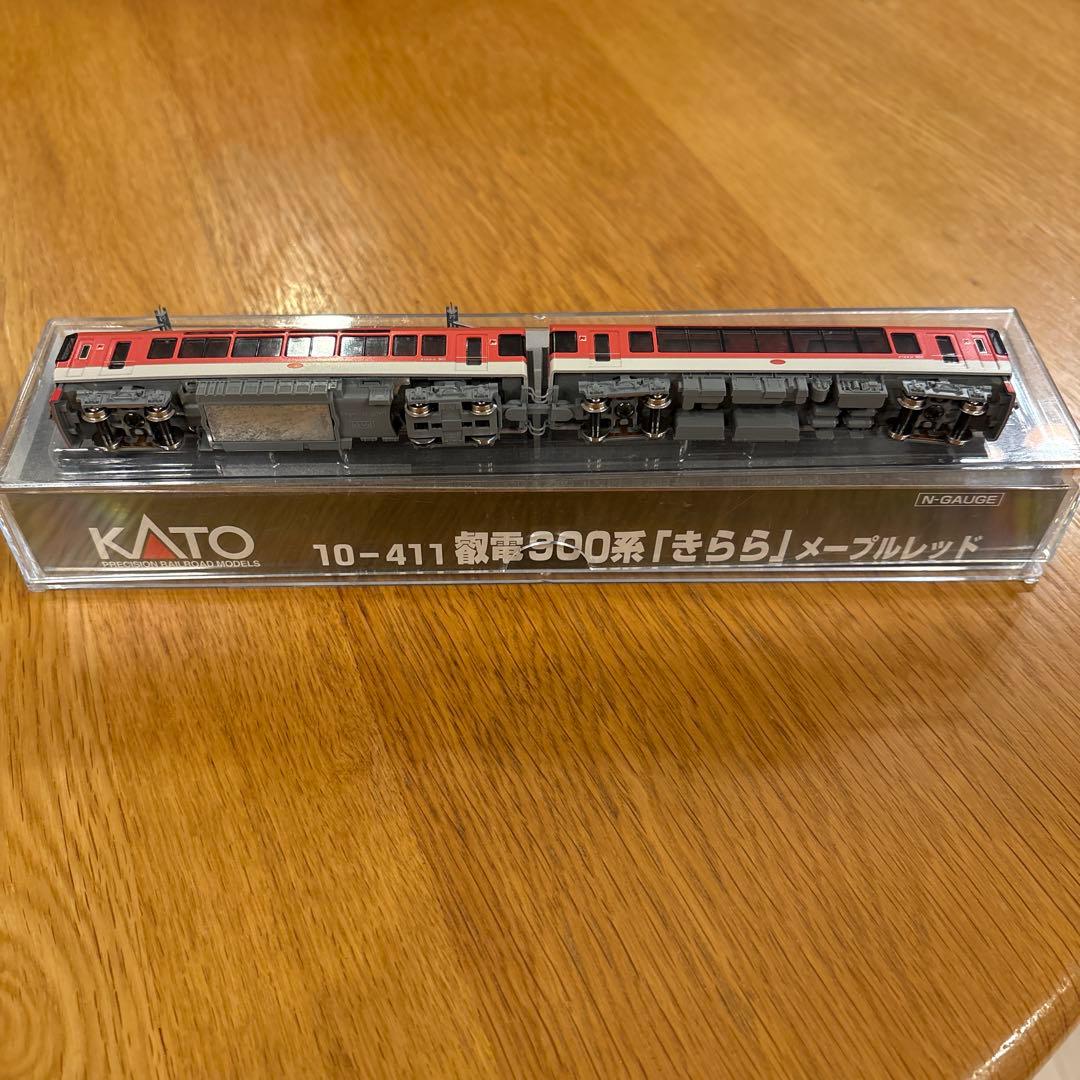 N-GAUGE
KATO
PRECISION RAILROAD MODELS
10-411 叡電900系「きらら」メープルレッド